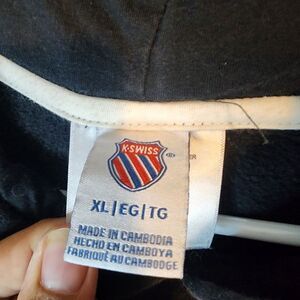 K·SWISS
®
XL|EG|TG
MADE IN CAMBODIA
HECHO EN CAMBOYA
FABRIQUÉ AU CAMBODGE